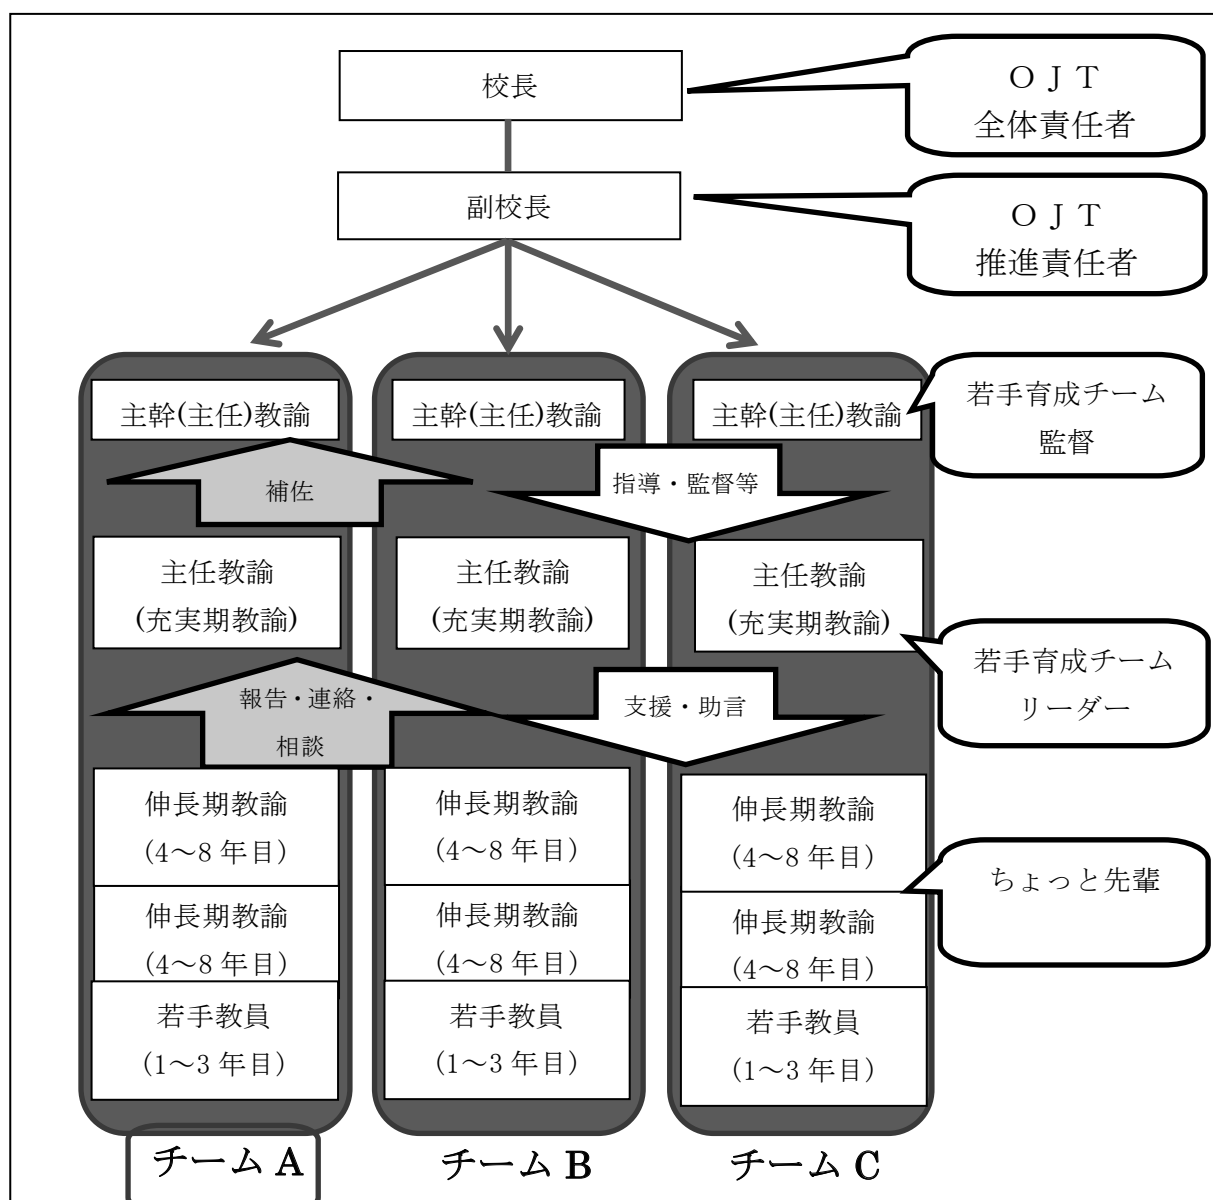 校長
ＯＪＴ
全体責任者
副校長
ＯＪＴ
推進責任者
主幹(主任)教諭
主幹(主任)教諭
主幹(主任)教諭
若手育成チーム
監督
補佐
指導・監督等
主任教諭
(充実期教諭)
主任教諭
(充実期教諭)
主任教諭
(充実期教諭)
若手育成チーム
リーダー
報告・連絡・
相談
支援・助言
伸長期教諭
(4～8 年目)
伸長期教諭
(4～8 年目)
伸長期教諭
(4～8 年目)
ちょっと先輩
伸長期教諭
(4～8 年目)
伸長期教諭
(4～8 年目)
伸長期教諭
(4～8 年目)
若手教員
(1～3 年目)
若手教員
(1～3 年目)
若手教員
(1～3 年目)
チーム A
チーム B
チーム C